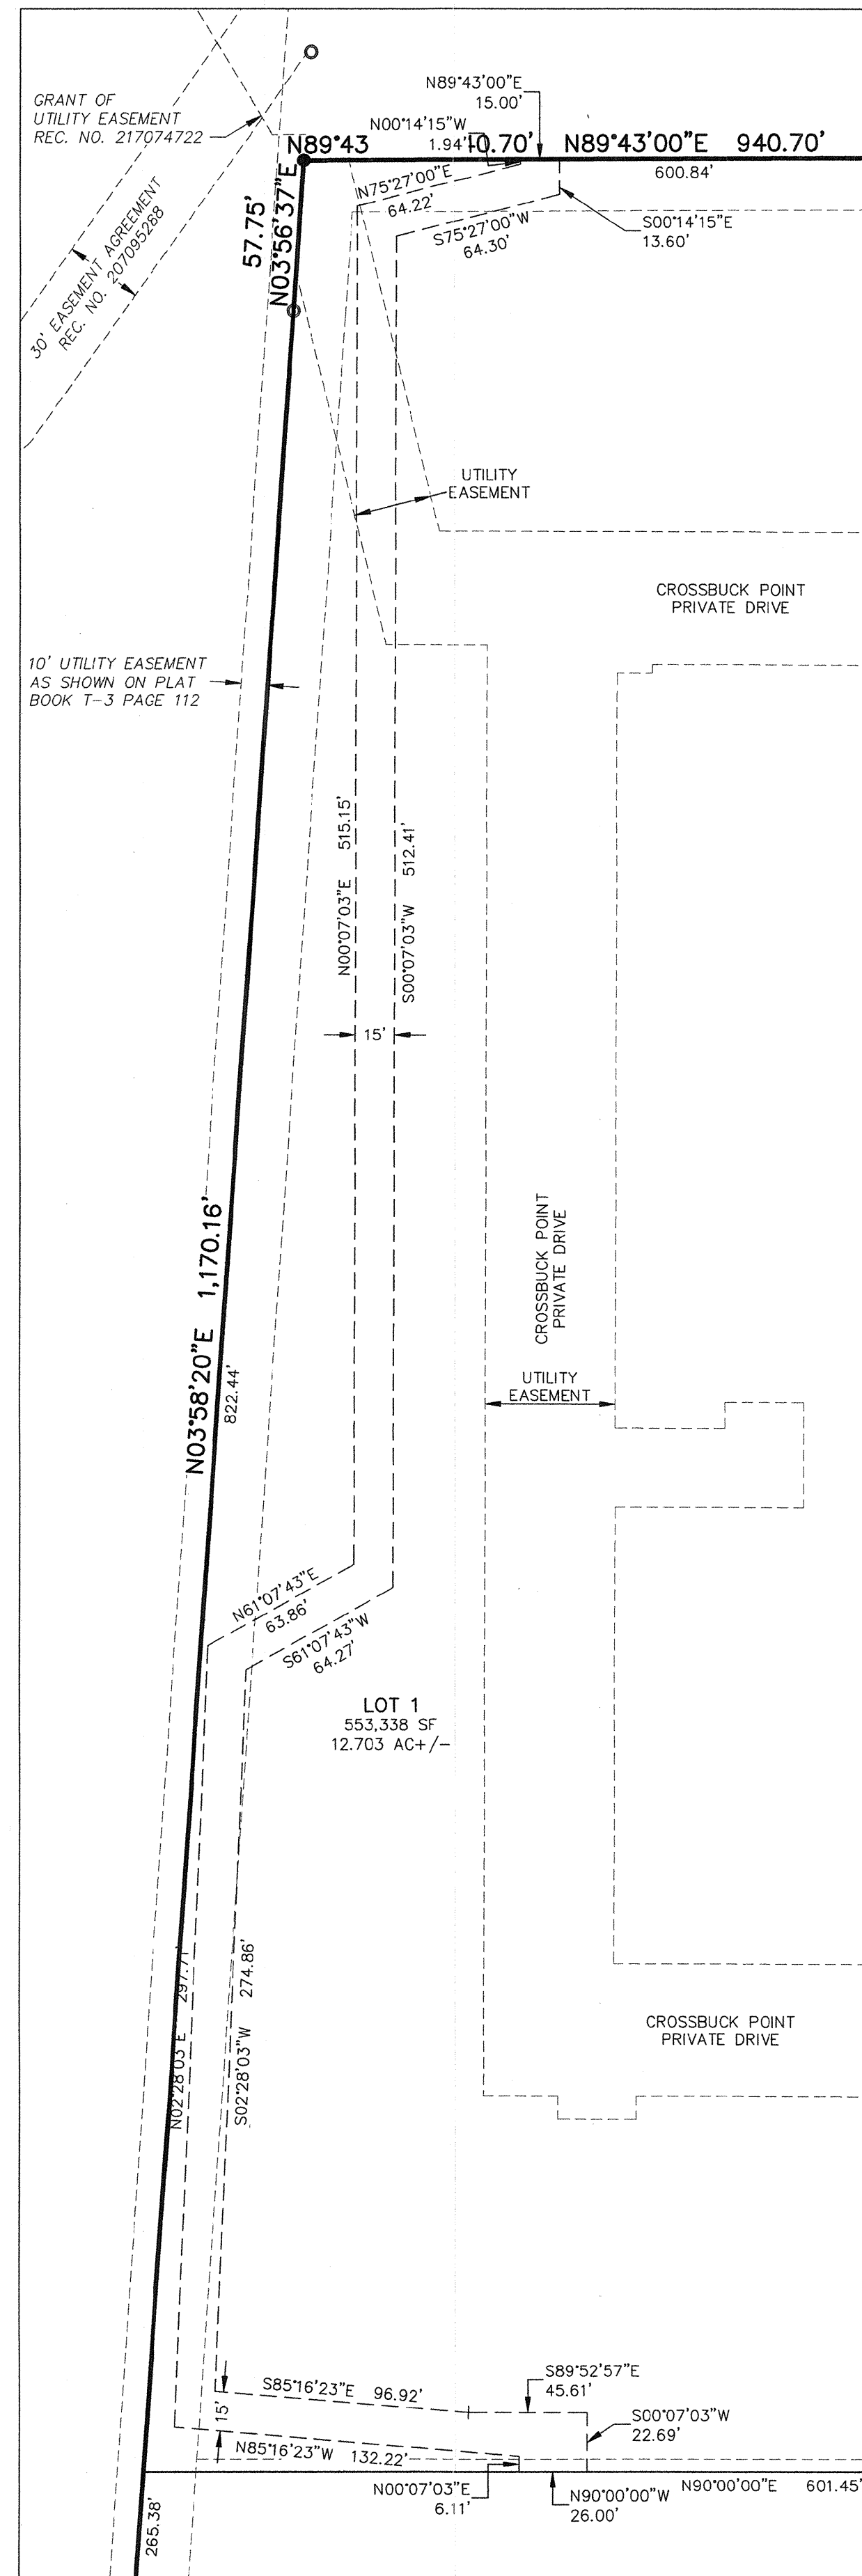 N89°43'00"E
15.00'
GRANT OF
UTILITY EASEMENT
REC. NO. 217074722
N00°14'15"W
1.94'
N89°43
40.70'
N89°43'00"E 940.70'
600.84'
N75°27'00"E
64.22'
S75°27'00"W
64.30'
S00°14'15"E
13.60'
57.75'
N03°56'37"E
30' EASEMENT AGREEMENT
REC. NO. 207095288
UTILITY
EASEMENT
CROSSBUCK POINT
PRIVATE DRIVE
10' UTILITY EASEMENT
AS SHOWN ON PLAT
BOOK T-3 PAGE 112
N00°07'03"E 515.15'
S00°07'03"W 512.41'
15'
N03°58'20"E 1,170.16'
822.44'
CROSSBUCK POINT
PRIVATE DRIVE
UTILITY
EASEMENT
N61°07'43"E
63.86'
S61°07'43"W
64.27'
LOT 1
553,338 SF
12.703 AC+/-
N02°28'03"E 297.71'
S02°28'03"W 274.86'
CROSSBUCK POINT
PRIVATE DRIVE
S85°16'23"E 96.92'
S89°52'57"E
45.61'
15'
S00°07'03"W
22.69'
N85°16'23"W 132.22'
N00°07'03"E
6.11'
N90°00'00"W
26.00'
N90°00'00"E 601.45'
265.38'